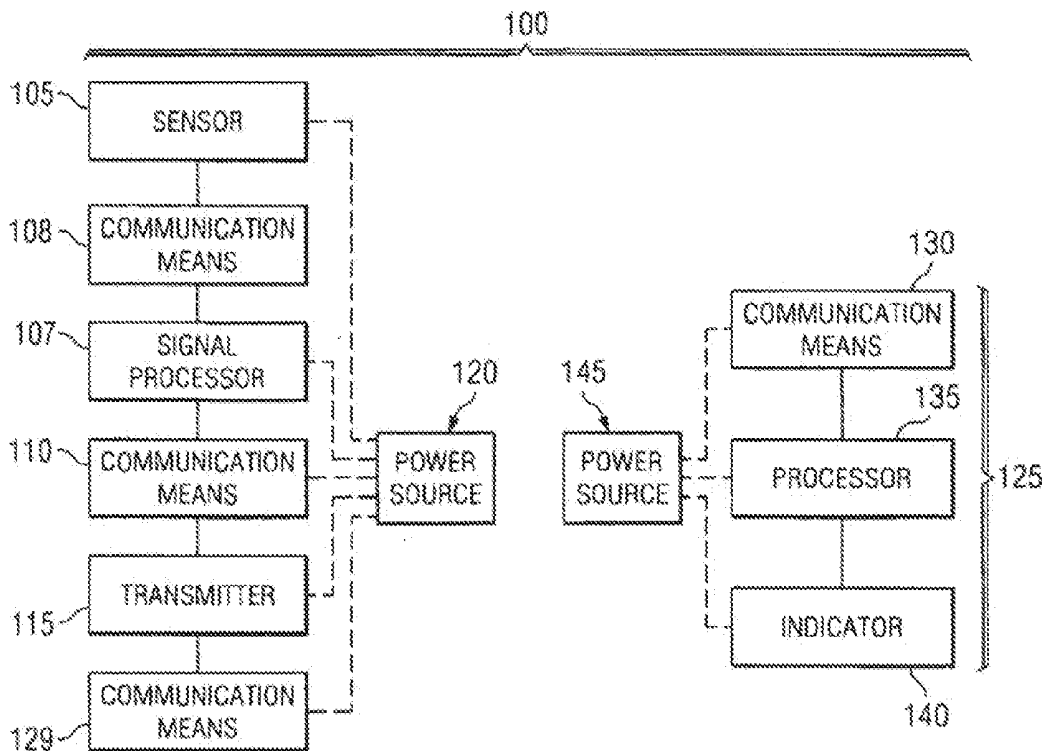 100
105
SENSOR
108
COMMUNICATION
MEANS
107
SIGNAL
PROCESSOR
110
COMMUNICATION
MEANS
115
TRANSMITTER
129
COMMUNICATION
MEANS
120
POWER
SOURCE
145
POWER
SOURCE
130
COMMUNICATION
MEANS
135
PROCESSOR
125
INDICATOR
140